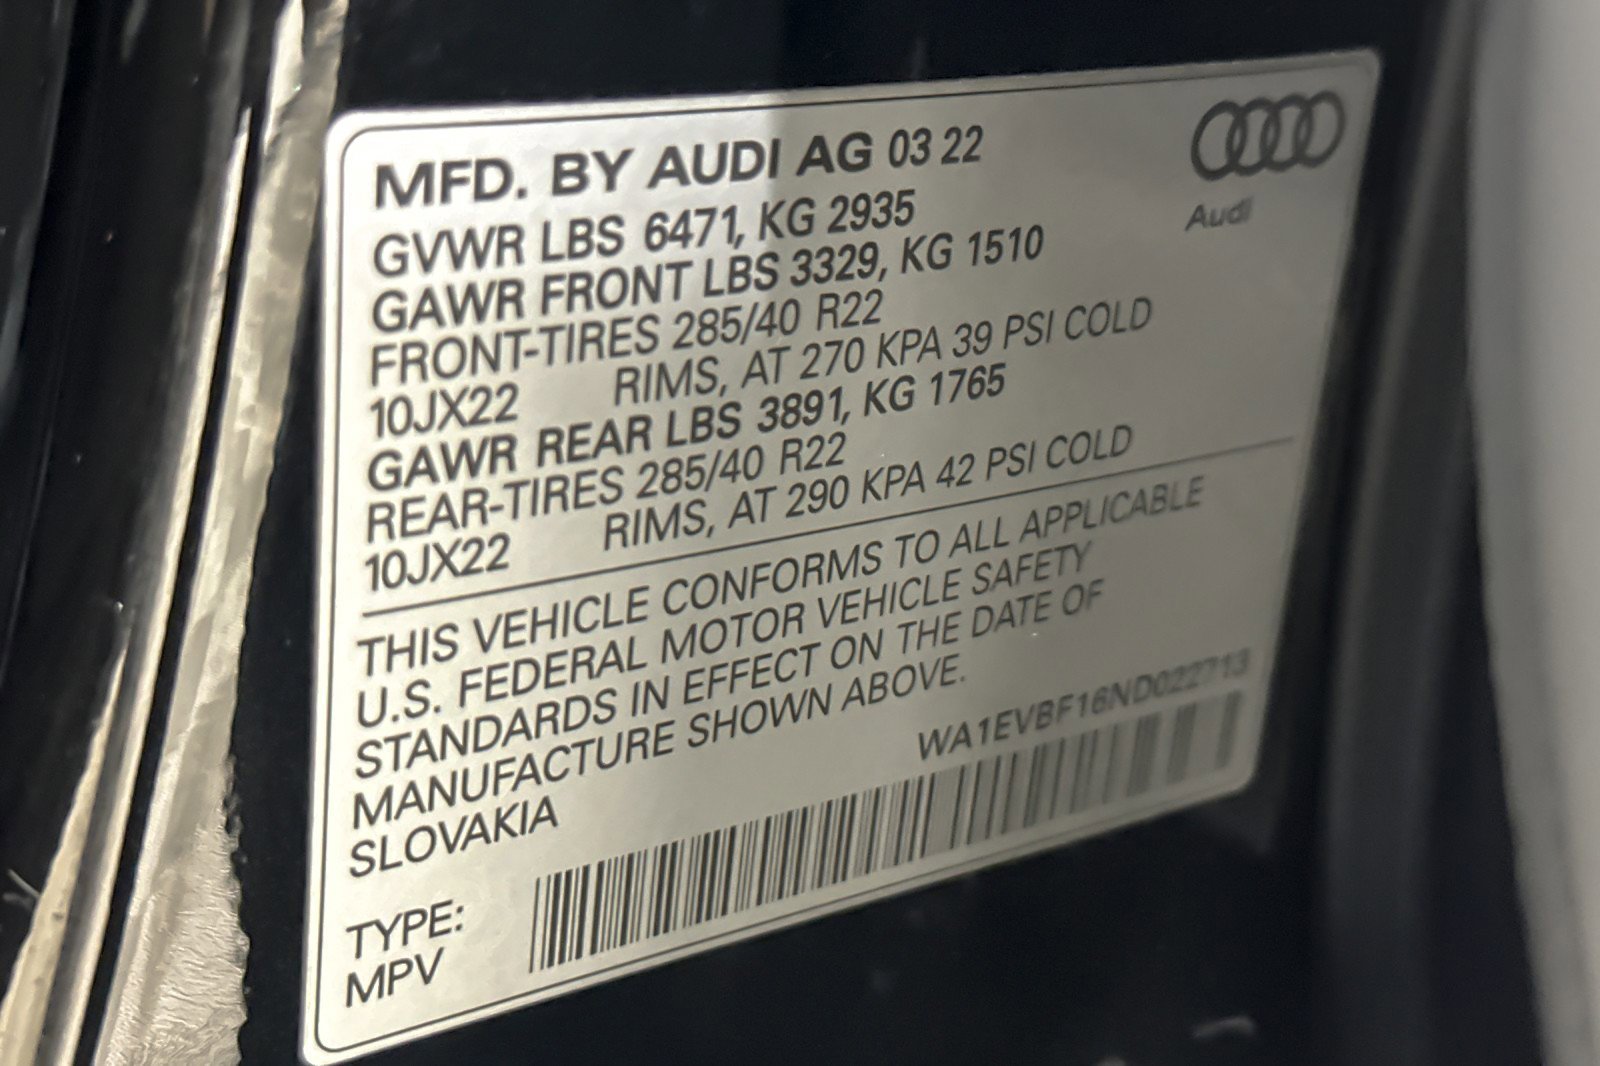 MFD. BY AUDI AG 03 22
Audi
GVWR LBS 6471, KG 2935
GAWR FRONT LBS 3329, KG 1510
FRONT-TIRES 285/40 R22
10JX22 RIMS, AT 270 KPA 39 PSI COLD
GAWR REAR LBS 3891, KG 1765
REAR-TIRES 285/40 R22
10JX22 RIMS, AT 290 KPA 42 PSI COLD
THIS VEHICLE CONFORMS TO ALL APPLICABLE
U.S. FEDERAL MOTOR VEHICLE SAFETY
STANDARDS IN EFFECT ON THE DATE OF
MANUFACTURE SHOWN ABOVE.
SLOVAKIA
WA1EVBF16ND022713
TYPE:
MPV